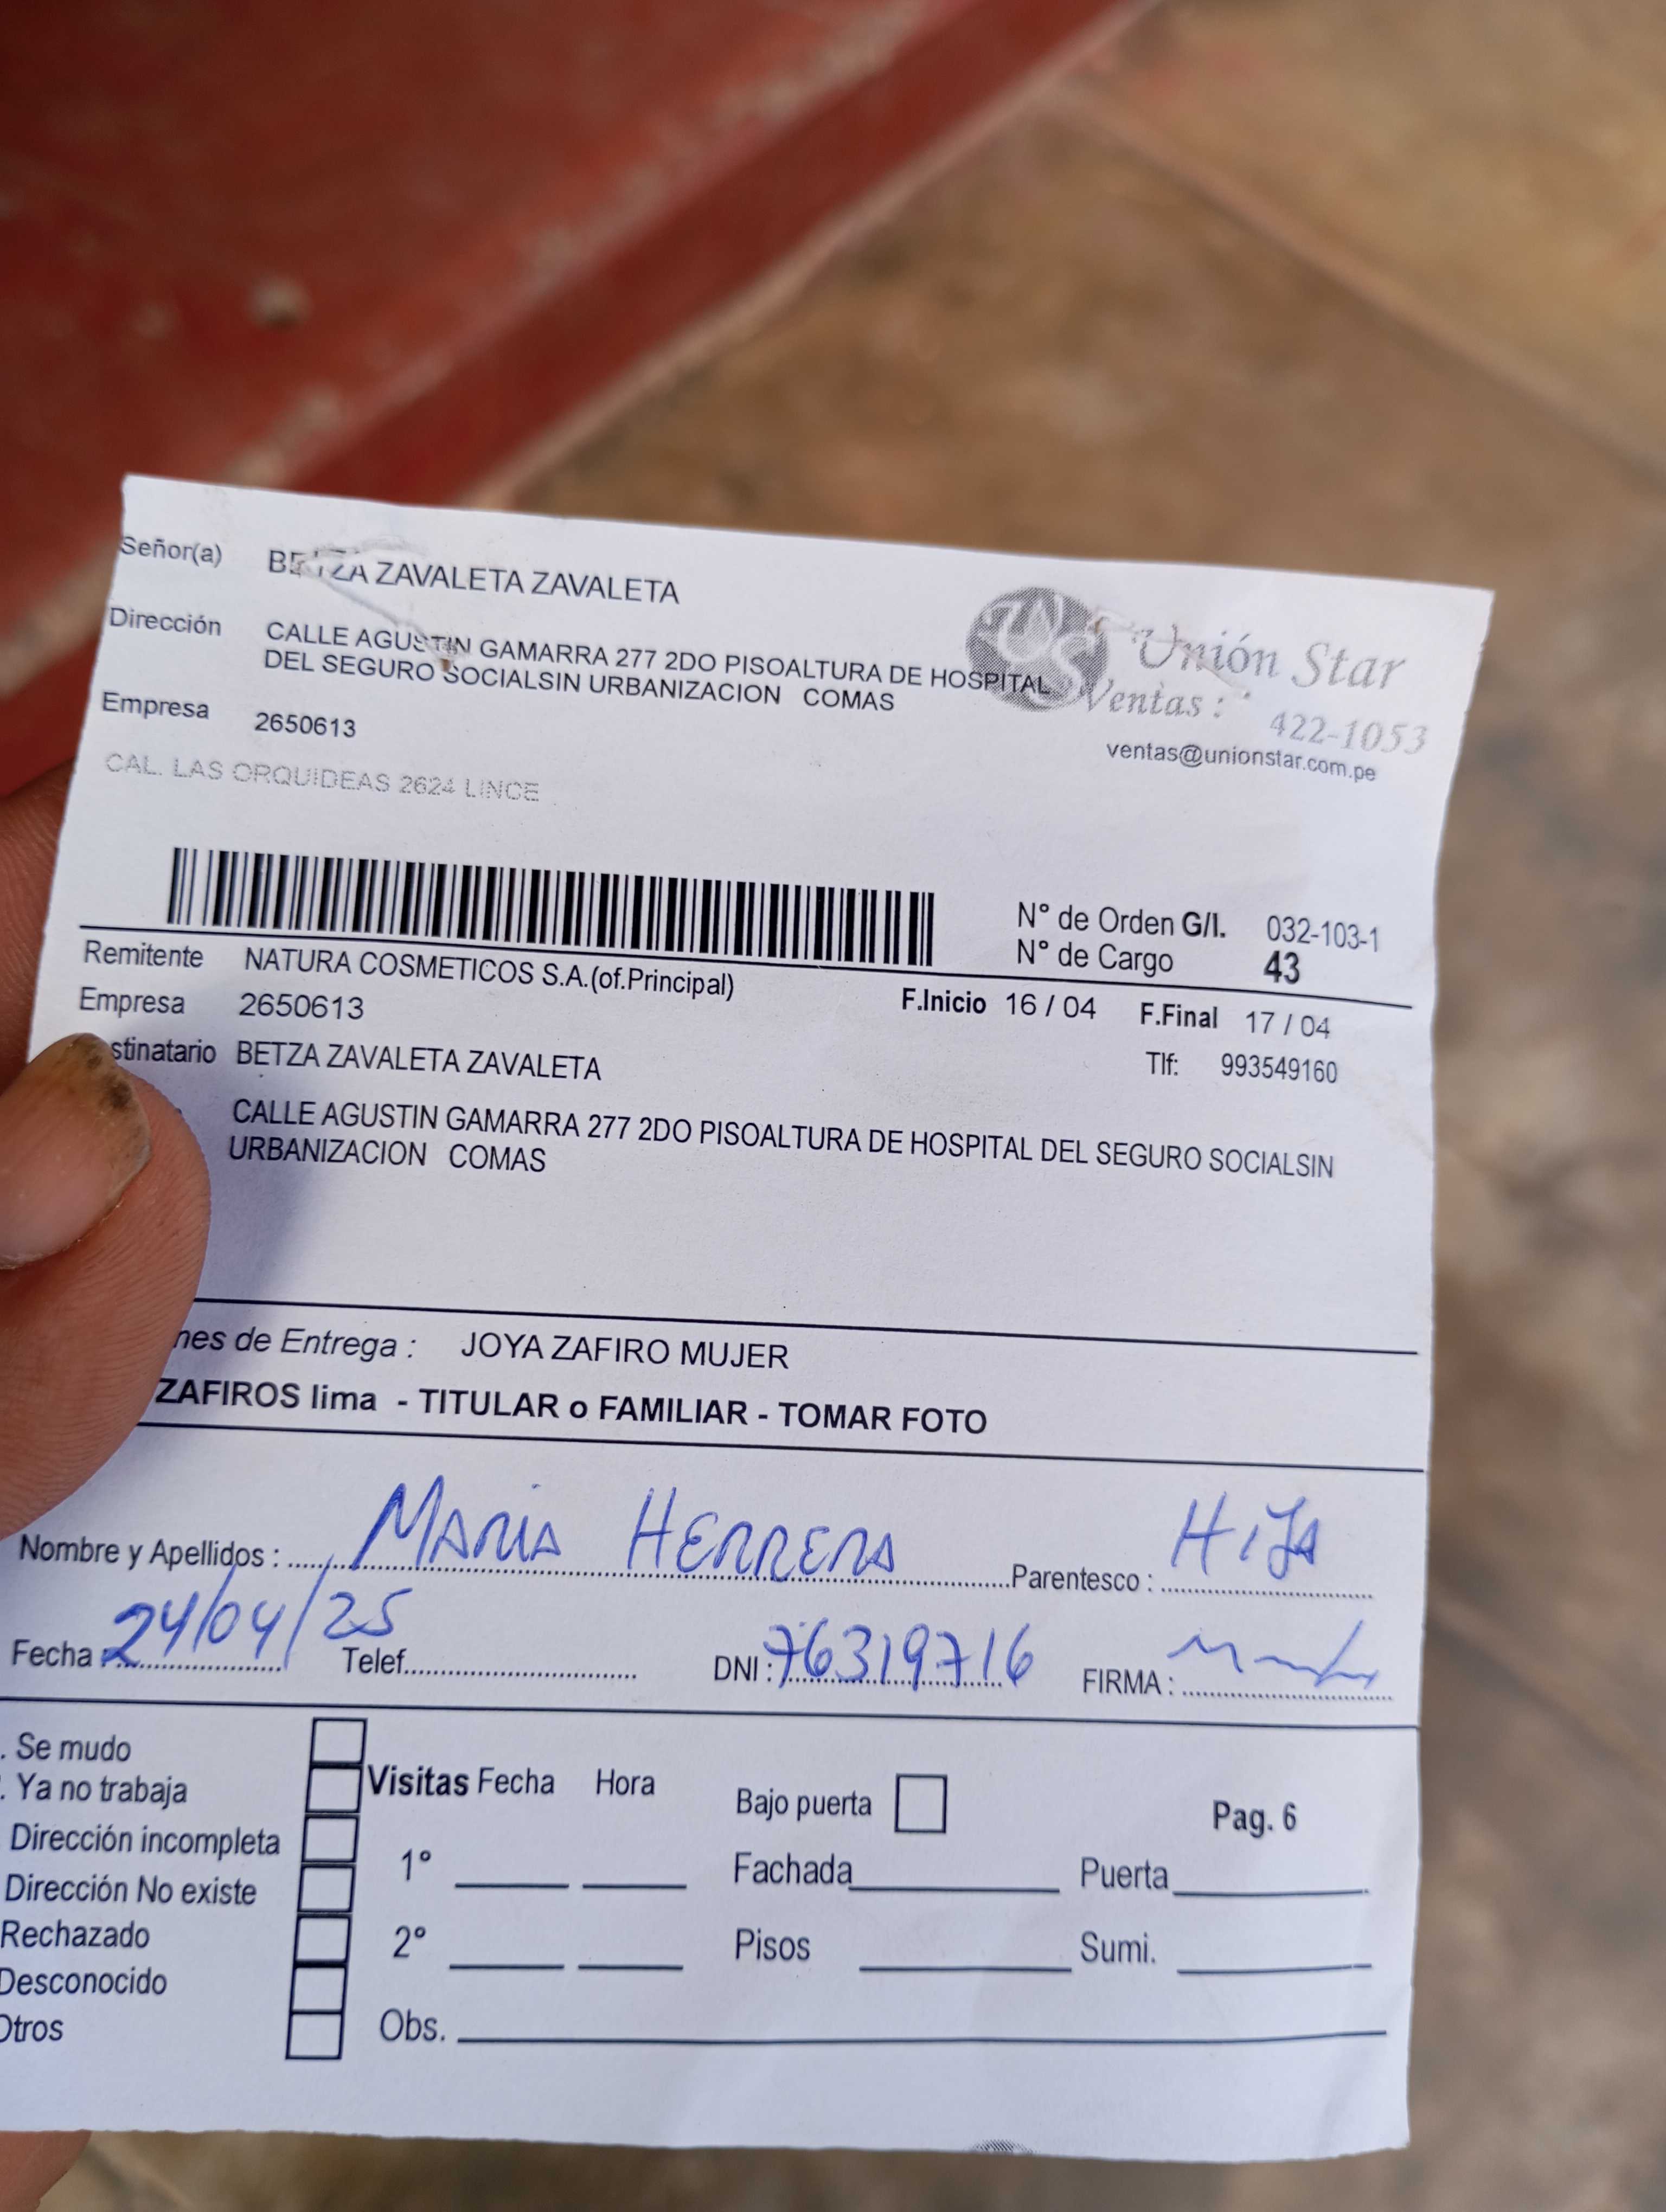 Señor(a) BETZA ZAVALETA ZAVALETA
Dirección CALLE AGUSTIN GAMARRA 277 2DO PISOALTURA DE HOSPITAL
DEL SEGURO SOCIALSIN URBANIZACION COMAS
Empresa 2650613
CAL. LAS ORQUIDEAS 2624 LINCE
Unión Star
Ventas : 422-1053
ventas@unionstar.com.pe
N° de Orden G/I. 032-103-1
N° de Cargo 43
Remitente NATURA COSMETICOS S.A.(of.Principal)
Empresa 2650613 F.Inicio 16 / 04 F.Final 17 / 04
stinatario BETZA ZAVALETA ZAVALETA Tlf: 993549160
CALLE AGUSTIN GAMARRA 277 2DO PISOALTURA DE HOSPITAL DEL SEGURO SOCIALSIN
URBANIZACION COMAS
nes de Entrega : JOYA ZAFIRO MUJER
ZAFIROS lima - TITULAR o FAMILIAR - TOMAR FOTO
Nombre y Apellidos : MARIA HERRERA Parentesco : HIJA
Fecha : 24/04/25 Telef. DNI : 76319716 FIRMA :
. Se mudo
. Ya no trabaja
Dirección incompleta
Dirección No existe
Rechazado
Desconocido
Otros
Visitas Fecha Hora
1°
2°
Obs.
Bajo puerta Pag. 6
Fachada Puerta
Pisos Sumi.